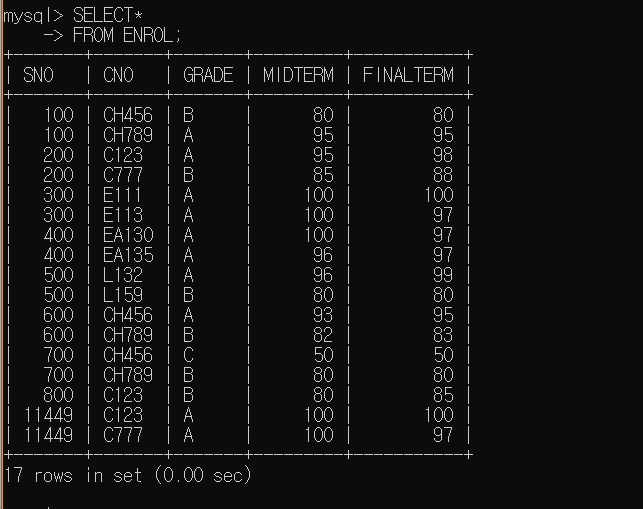 mysql> SELECT*
    -> FROM ENROL;
+-------+-------+-------+---------+-----------+
| SNO   | CNO   | GRADE | MIDTERM | FINALTERM |
+-------+-------+-------+---------+-----------+
|   100 | CH456 | B     |      80 |        80 |
|   100 | CH789 | A     |      95 |        95 |
|   200 | C123  | A     |      95 |        98 |
|   200 | C777  | B     |      85 |        88 |
|   300 | E111  | A     |     100 |       100 |
|   300 | E113  | A     |     100 |        97 |
|   400 | EA130 | A     |     100 |        97 |
|   400 | EA135 | A     |      96 |        97 |
|   500 | L132  | A     |      96 |        99 |
|   500 | L159  | B     |      80 |        80 |
|   600 | CH456 | A     |      93 |        95 |
|   600 | CH789 | B     |      82 |        83 |
|   700 | CH456 | C     |      50 |        50 |
|   700 | CH789 | B     |      80 |        80 |
|   800 | C123  | B     |      80 |        85 |
| 11449 | C123  | A     |     100 |       100 |
| 11449 | C777  | A     |     100 |        97 |
+-------+-------+-------+---------+-----------+
17 rows in set (0.00 sec)